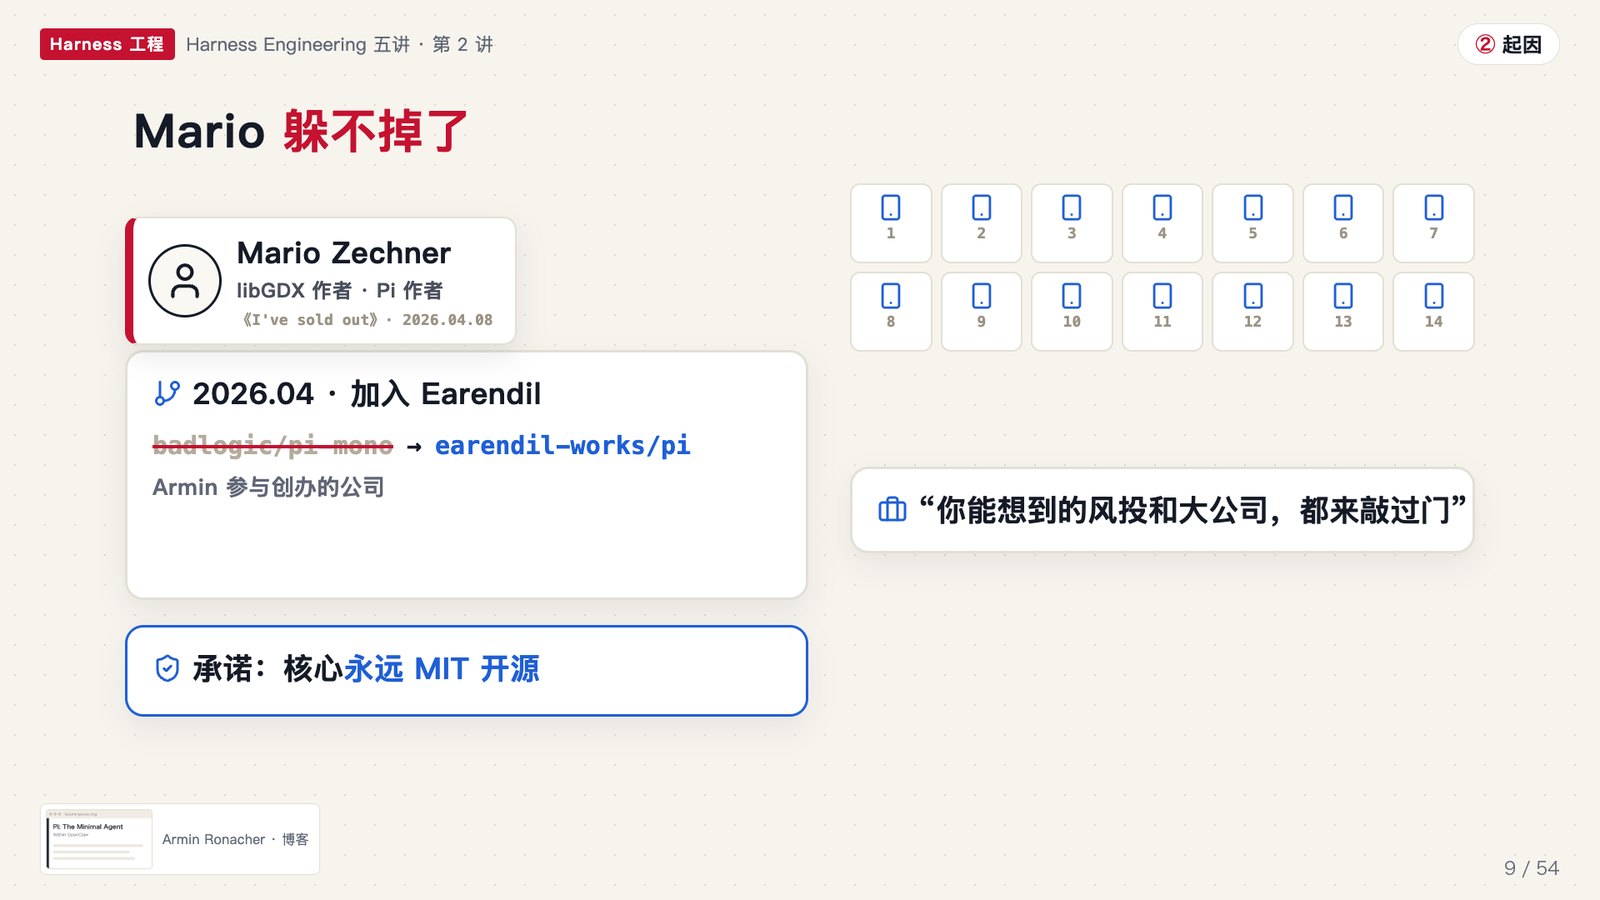 Harness 工程 Harness Engineering 五讲 · 第 2 讲
② 起因
Mario 躲不掉了
Mario Zechner
libGDX 作者 · Pi 作者
《I've sold out》 · 2026.04.08
2026.04 · 加入 Earendil
badlogic/pi-mono → earendil-works/pi
Armin 参与创办的公司
承诺：核心永远 MIT 开源
1 2 3 4 5 6 7
8 9 10 11 12 13 14
“你能想到的风投和大公司，都来敲过门”
Pi: The Minimal Agent
Within OpenClaw
Armin Ronacher · 博客
9 / 54